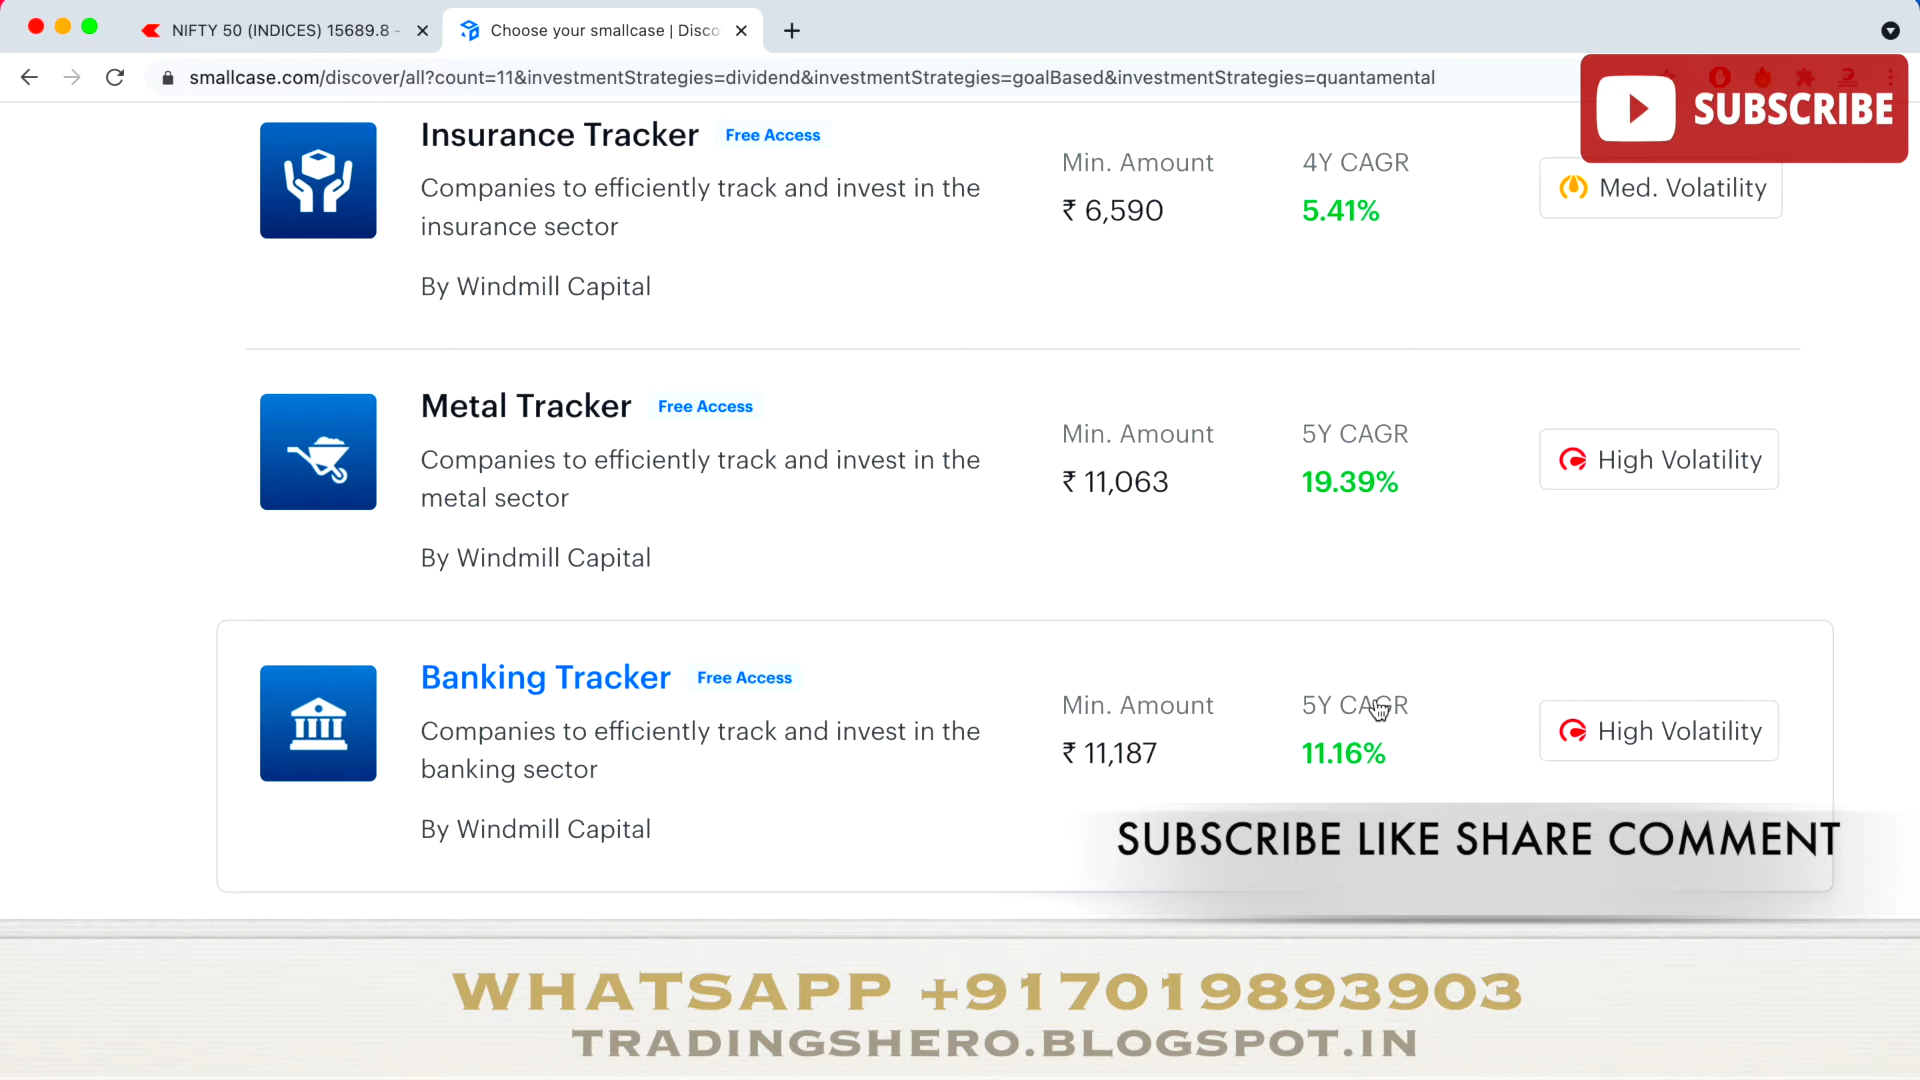 NIFTY 50 (INDICES) 15689.8 -
Choose your smallcase | Disco
smallcase.com/discover/all?count=11&investmentStrategies=dividend&investmentStrategies=goalBased&investmentStrategies=quantamental
SUBSCRIBE
Insurance Tracker Free Access
Companies to efficiently track and invest in the
insurance sector
By Windmill Capital
Min. Amount
₹ 6,590
4Y CAGR
5.41%
Med. Volatility
Metal Tracker Free Access
Companies to efficiently track and invest in the
metal sector
By Windmill Capital
Min. Amount
₹ 11,063
5Y CAGR
19.39%
High Volatility
Banking Tracker Free Access
Companies to efficiently track and invest in the
banking sector
By Windmill Capital
Min. Amount
₹ 11,187
5Y CAGR
11.16%
High Volatility
SUBSCRIBE LIKE SHARE COMMENT
WHATSAPP +917019893903
TRADINGSHERO.BLOGSPOT.IN